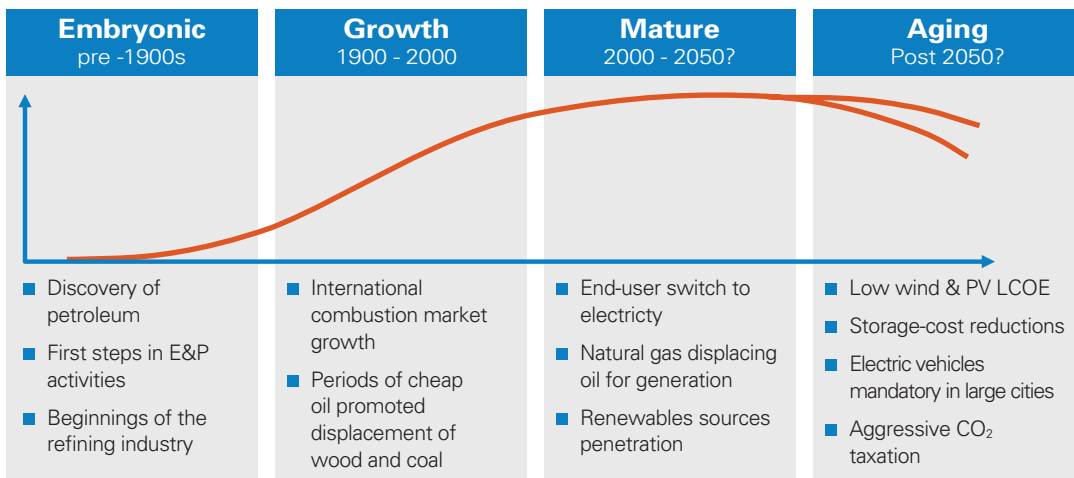 Embryonic
pre -1900s
Growth
1900 - 2000
Mature
2000 - 2050?
Aging
Post 2050?
Discovery of
petroleum
First steps in E&P
activities
Beginnings of the
refining industry
International
combustion market
growth
Periods of cheap
oil promoted
displacement of
wood and coal
End-user switch to
electricty
Natural gas displacing
oil for generation
Renewables sources
penetration
Low wind & PV LCOE
Storage-cost reductions
Electric vehicles
mandatory in large cities
Aggressive CO₂
taxation